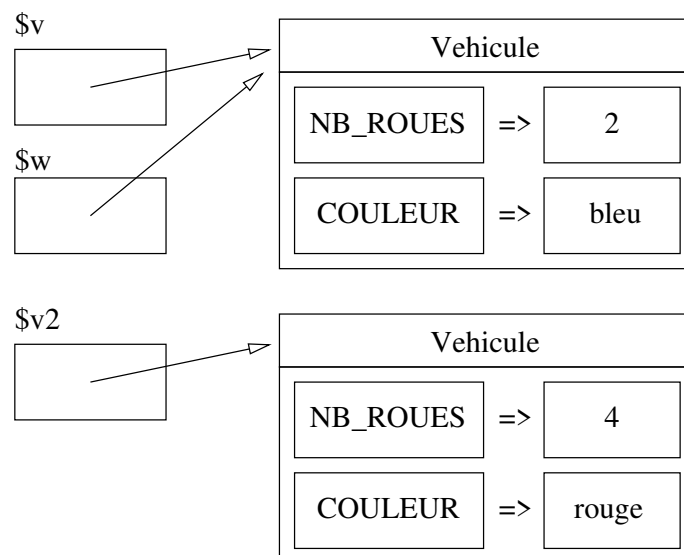 $v
Vehicule
NB_ROUES => 2
$w
COULEUR => bleu
$v2
Vehicule
NB_ROUES => 4
COULEUR => rouge